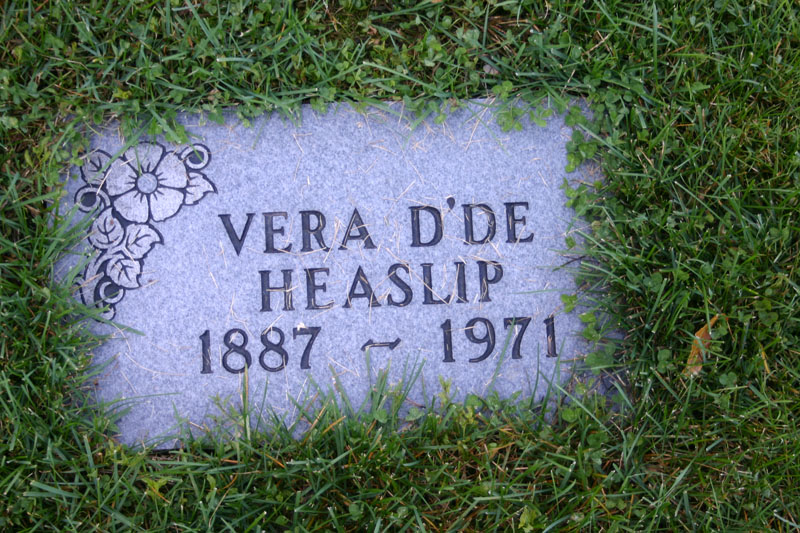 VERA D'DE
HEASLIP
1887 ~ 1971